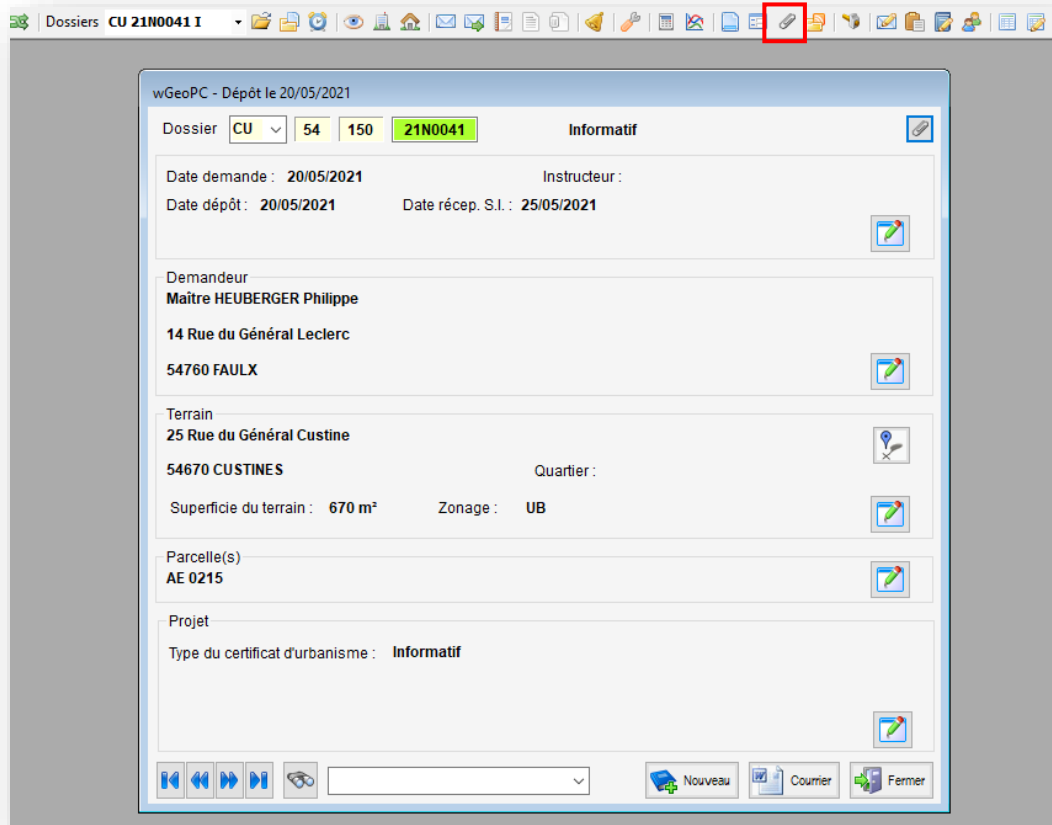 Dossiers CU 21N0041 I
wGeoPC - Dépôt le 20/05/2021
Dossier CU 54 150 21N0041 Informatif
Date demande : 20/05/2021 Instructeur :
Date dépôt : 20/05/2021 Date récep. S.I. : 25/05/2021
Demandeur
Maître HEUBERGER Philippe
14 Rue du Général Leclerc
54760 FAULX
Terrain
25 Rue du Général Custine
54670 CUSTINES Quartier :
Superficie du terrain : 670 m² Zonage : UB
Parcelle(s)
AE 0215
Projet
Type du certificat d'urbanisme : Informatif
Nouveau Courrier Fermer